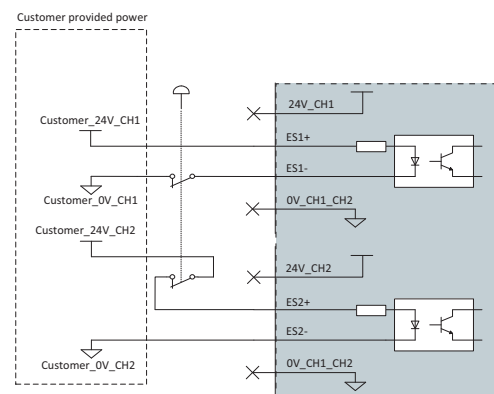 Customer provided power
24V_CH1
Customer_24V_CH1
ES1+
ES1-
Customer_0V_CH1
0V_CH1_CH2
Customer_24V_CH2
24V_CH2
ES2+
ES2-
Customer_0V_CH2
0V_CH1_CH2